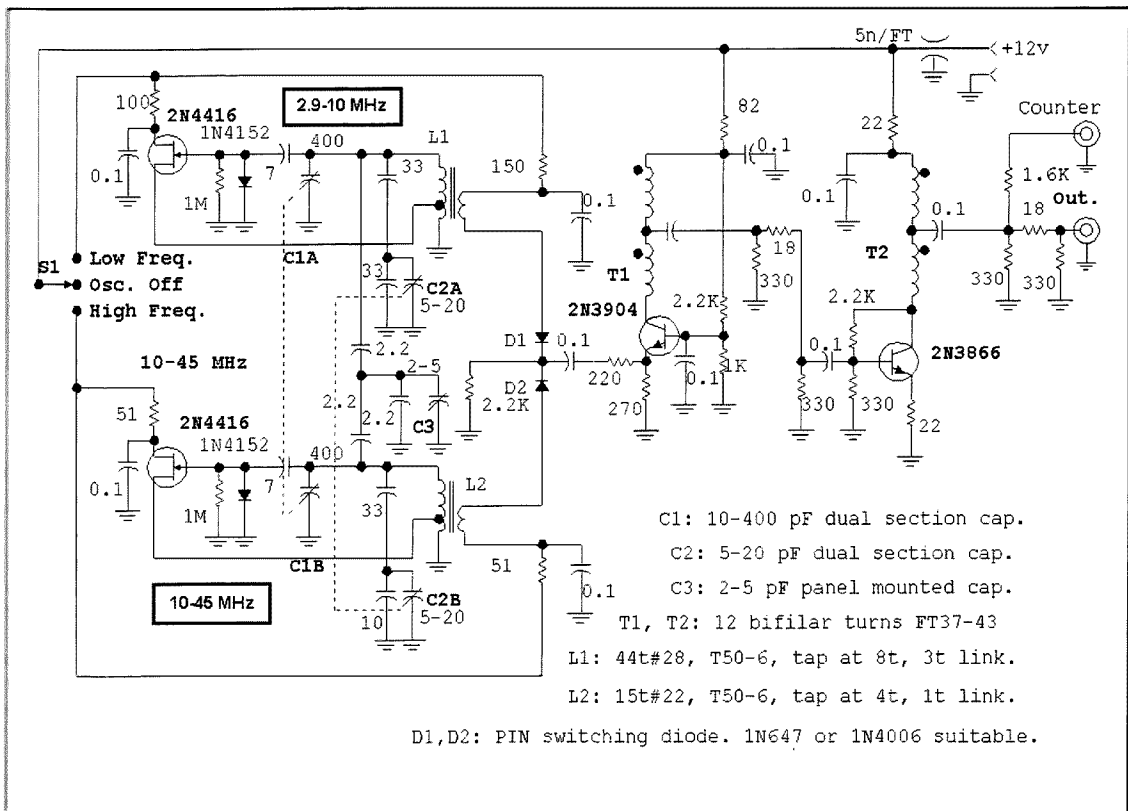 5n/FT
+12v
100
2N4416
1N4152
2.9-10 MHz
400
L1
33
150
82
0.1
22
Counter
0.1
7
1M
0.1
0.1
0.1
1.6K
18
Out.
S1
Low Freq.
Osc. Off
High Freq.
C1A
33
C2A
5-20
T1
18
330
T2
330
330
2N3904
2.2K
2.2K
10-45 MHz
2.2
D1
0.1
0.1
2N3866
2-5
220
0.1
1K
D2
2.2K
51
2.2
2.2
C3
270
330
330
22
2N4416
1N4152
400
L2
0.1
7
1M
33
C1B
51
0.1
10-45 MHz
10
C2B
5-20
C1: 10-400 pF dual section cap.
C2: 5-20 pF dual section cap.
C3: 2-5 pF panel mounted cap.
T1, T2: 12 bifilar turns FT37-43
L1: 44t#28, T50-6, tap at 8t, 3t link.
L2: 15t#22, T50-6, tap at 4t, 1t link.
D1,D2: PIN switching diode. 1N647 or 1N4006 suitable.